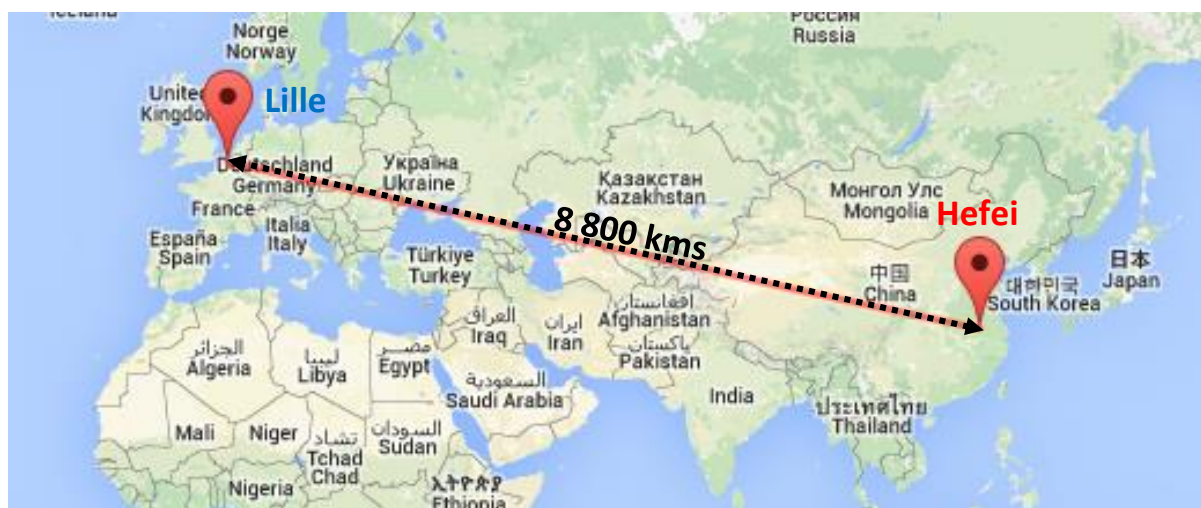 Iceland
Norge
Norway
Россия
Russia
United
Kingdom
Lille
Deutschland
Germany
Україна
Ukraine
France
Italia
Italy
España
Spain
Türkiye
Turkey
Қазақстан
Kazakhstan
8 800 kms
Монгол Улс
Mongolia
Hefei
中国
China
대한민국
South Korea
日本
Japan
العراق
Iraq
ایران
Iran
افغانستان
Afghanistan
پاکستان
Pakistan
الجزائر
Algeria
ليبيا
Libya
مصر
Egypt
السعودية
Saudi Arabia
India
ประเทศไทย
Thailand
Mali
Niger
تشاد
Tchad
Chad
السودان
Sudan
Nigeria
ኢትዮጵያ
Ethiopia